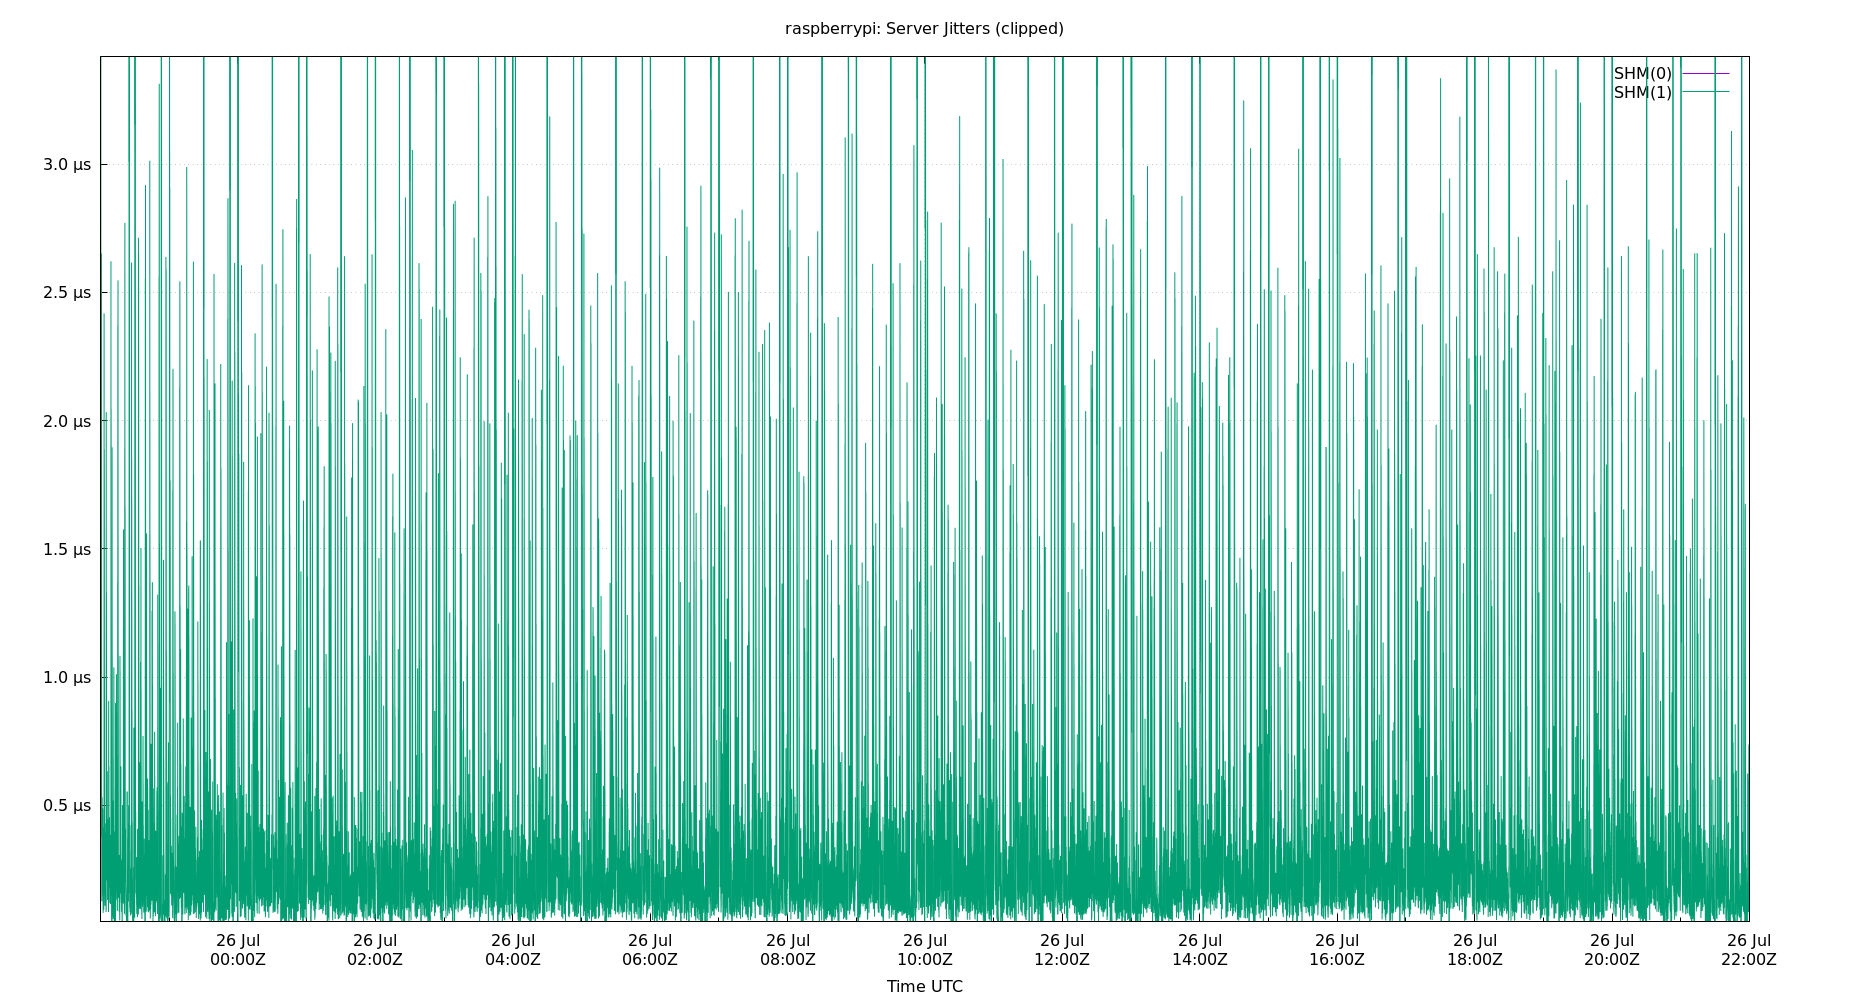 raspberrypi: Server Jitters (clipped)
SHM(0)
SHM(1)
3.0 µs
2.5 µs
2.0 µs
1.5 µs
1.0 µs
0.5 µs
26 Jul 26 Jul 26 Jul 26 Jul 26 Jul 26 Jul 26 Jul 26 Jul 26 Jul 26 Jul 26 Jul 26 Jul
00:00Z 02:00Z 04:00Z 06:00Z 08:00Z 10:00Z 12:00Z 14:00Z 16:00Z 18:00Z 20:00Z 22:00Z
Time UTC